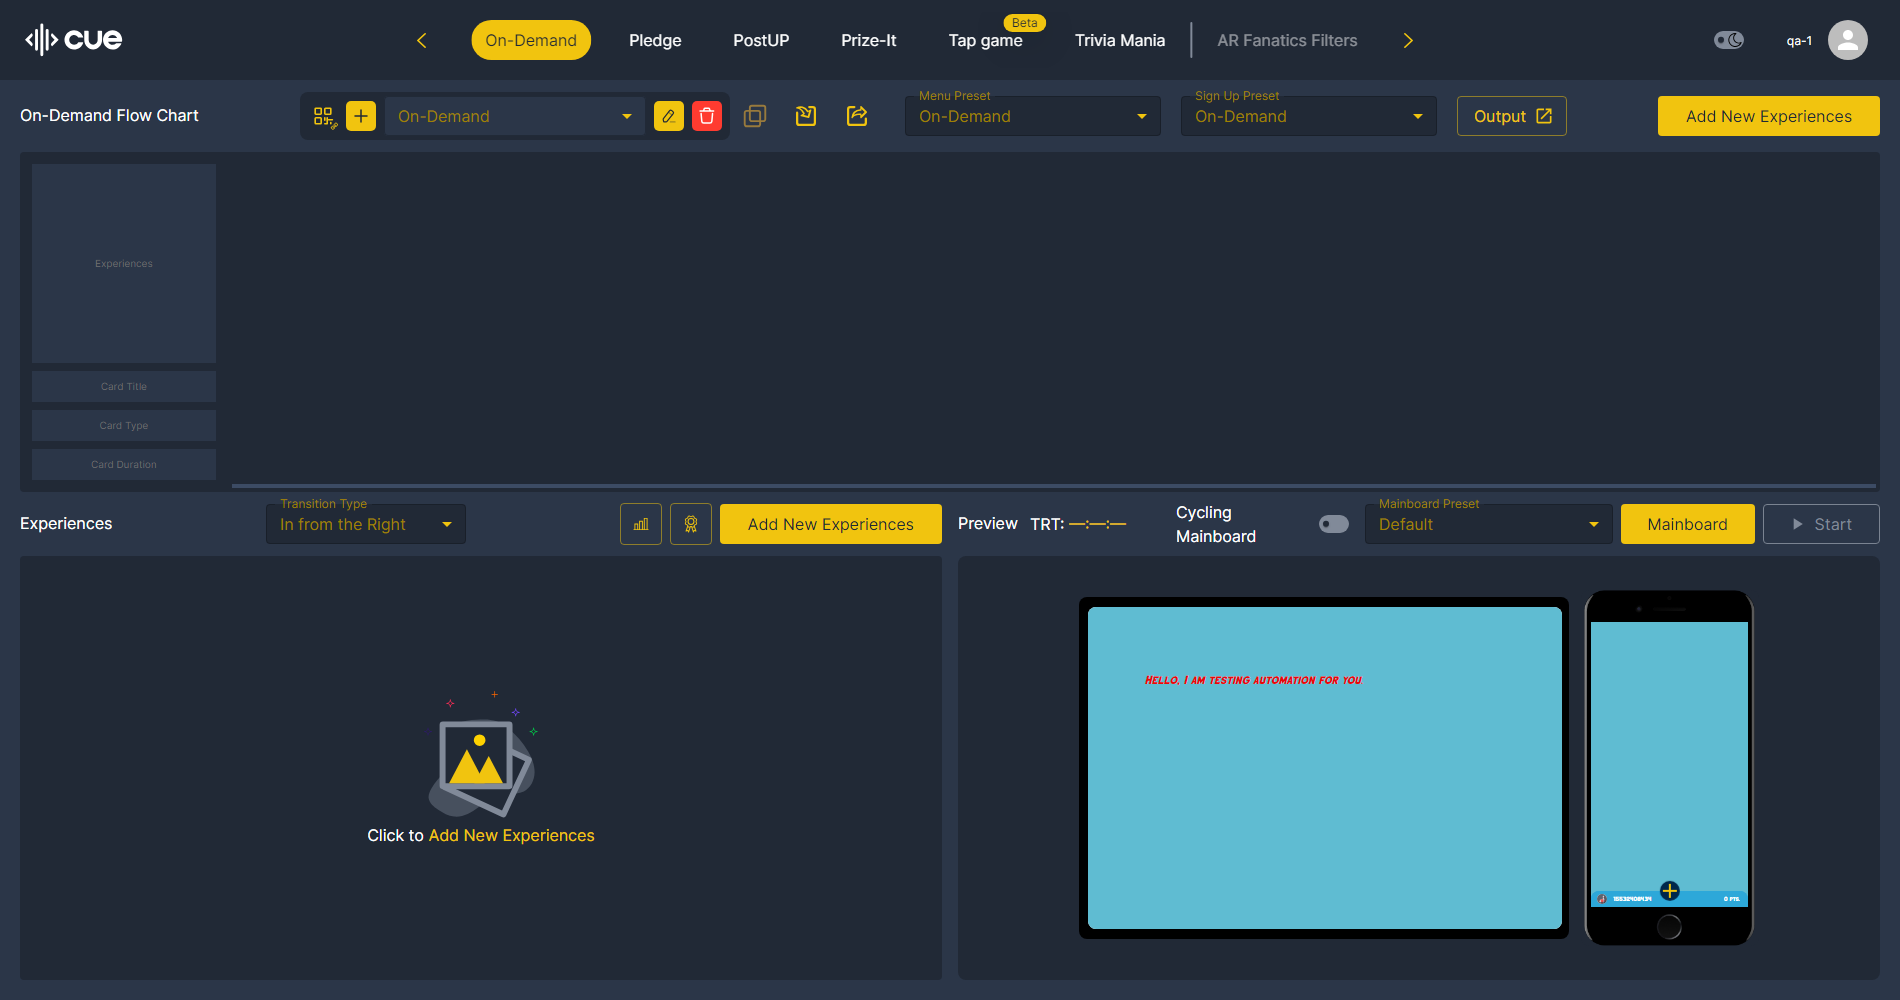 cue
On-Demand
Pledge
PostUP
Prize-It
Tap game
Beta
Trivia Mania
AR Fanatics Filters
qa-1
On-Demand Flow Chart
On-Demand
Menu Preset
On-Demand
Sign Up Preset
On-Demand
Output
Add New Experiences
Experiences
Card Title
Card Type
Card Duration
Experiences
Transition Type
In from the Right
Add New Experiences
Preview
TRT: —:—:—
Cycling
Mainboard
Mainboard Preset
Default
Mainboard
Start
Click to Add New Experiences
Hello, I am testing automation for you
0 PTS.